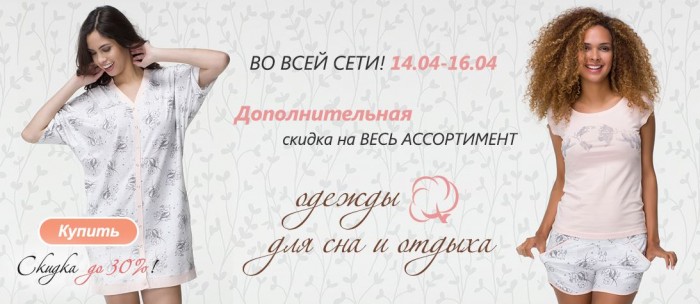 ВО ВСЕЙ СЕТИ! 14.04-16.04
Дополнительная
скидка на ВЕСЬ АССОРТИМЕНТ
одежды
для сна и отдыха
Купить
Скидка до 30%!